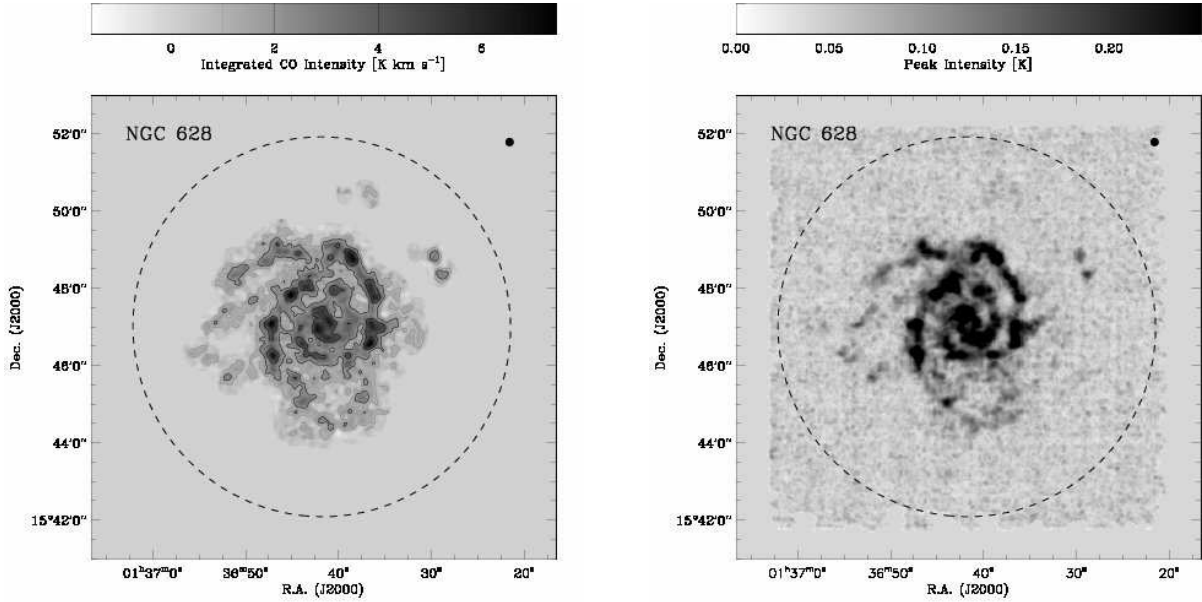 0 2 4 6
Integrated CO Intensity [K km s⁻¹]
NGC 628
52'0"
50'0"
48'0"
46'0"
44'0"
15°42'0"
Dec. (J2000)
01ʰ37ᵐ0ˢ 36ᵐ50ˢ 40ˢ 30ˢ 20ˢ
R.A. (J2000)
0.00 0.05 0.10 0.15 0.20
Peak Intensity [K]
NGC 628
52'0"
50'0"
48'0"
46'0"
44'0"
15°42'0"
Dec. (J2000)
01ʰ37ᵐ0ˢ 36ᵐ50ˢ 40ˢ 30ˢ 20ˢ
R.A. (J2000)